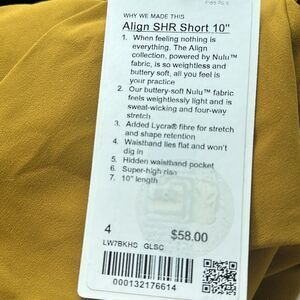 WHY WE MADE THIS
Align SHR Short 10"
1. When feeling nothing is
everything. The Align
collection, powered by Nulu™
fabric, is so weightless and
buttery soft, all you feel is
your practice
2. Our buttery-soft Nulu™ fabric
feels weightlessly light and is
sweat-wicking and four-way
stretch
3. Added Lycra® fibre for stretch
and shape retention
4. Waistband lies flat and won't
dig in
5. Hidden waistband pocket
6. Super-high rise
7. 10" length
4
$58.00
LW7BKHS GLSC
000132176614